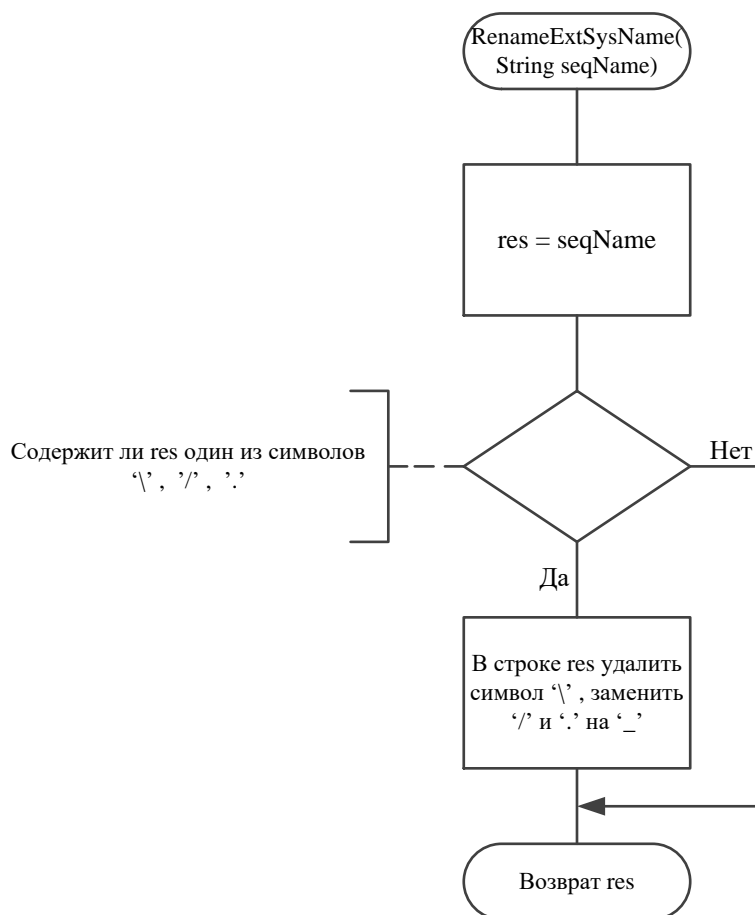 RenameExtSysName(
String seqName)
res = seqName
Содержит ли res один из символов
‘\’ , ’/’ , ’.’
Нет
Да
В строке res удалить
символ ‘\’ , заменить
‘/’ и ‘.’ на ‘_’
Возврат res